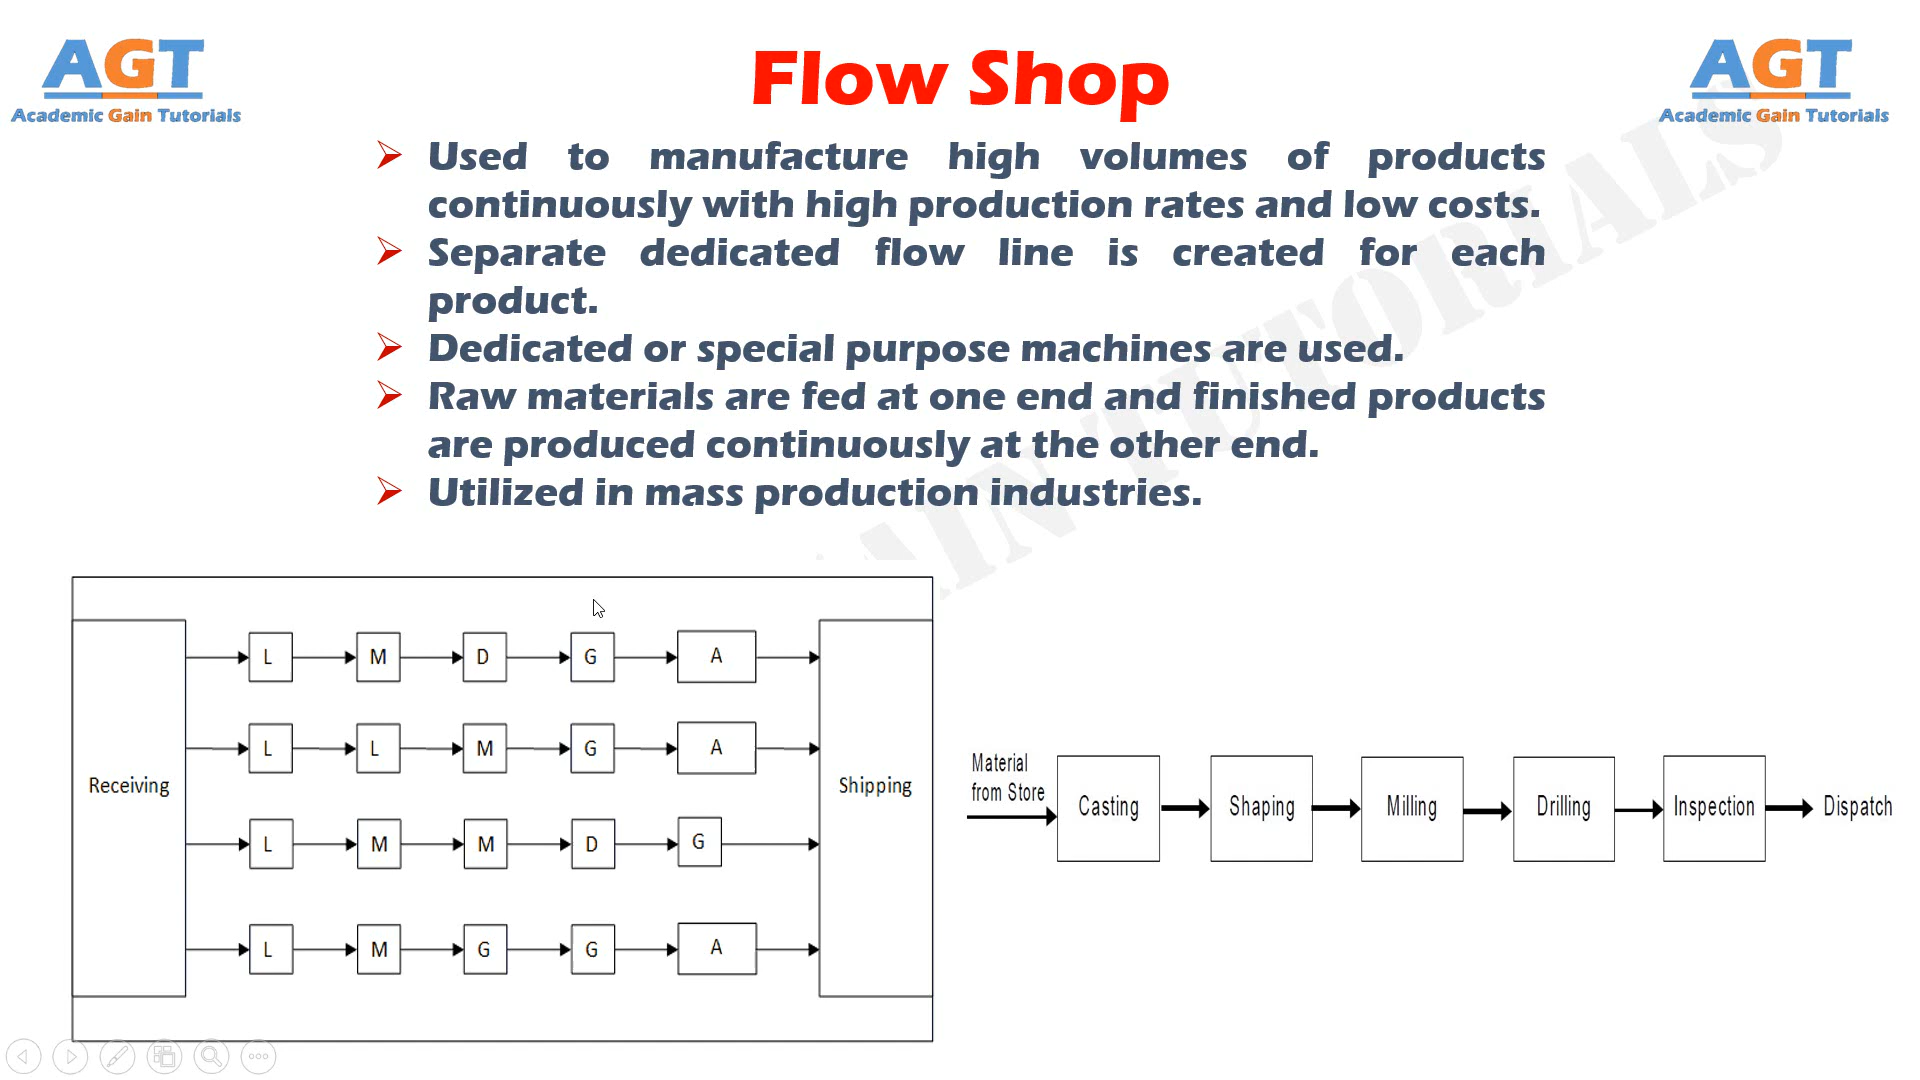 AGT
Academic Gain Tutorials
Flow Shop
AGT
Academic Gain Tutorials
Used to manufacture high volumes of products
continuously with high production rates and low costs.
Separate dedicated flow line is created for each
product.
Dedicated or special purpose machines are used.
Raw materials are fed at one end and finished products
are produced continuously at the other end.
Utilized in mass production industries.
AIN TUTORIALS
Receiving
L M D G A
L L M G A
L M M D G
L M G G A
Shipping
Material
from Store
Casting
Shaping
Milling
Drilling
Inspection
Dispatch